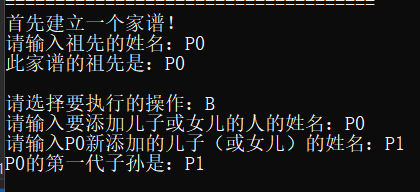 ========================================
首先建立一个家谱！
请输入祖先的姓名：P0
此家谱的祖先是：P0
请选择要执行的操作：B
请输入要添加儿子或女儿的人的姓名：P0
请输入P0新添加的儿子（或女儿）的姓名：P1
P0的第一代子孙是：P1